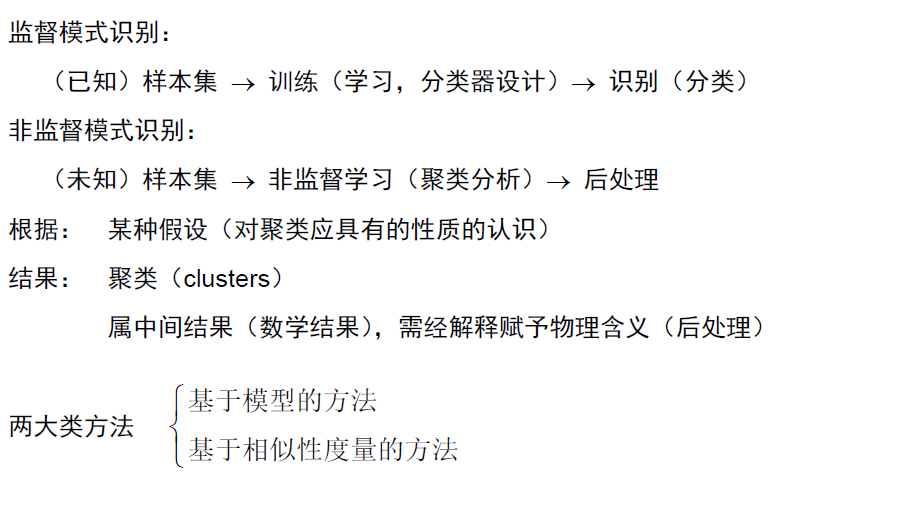 监督模式识别：
（已知）样本集 → 训练（学习，分类器设计）→ 识别（分类）
非监督模式识别：
（未知）样本集 → 非监督学习（聚类分析）→ 后处理
根据： 某种假设（对聚类应具有的性质的认识）
结果： 聚类（clusters）
属中间结果（数学结果），需经解释赋予物理含义（后处理）
两大类方法
基于模型的方法
基于相似性度量的方法